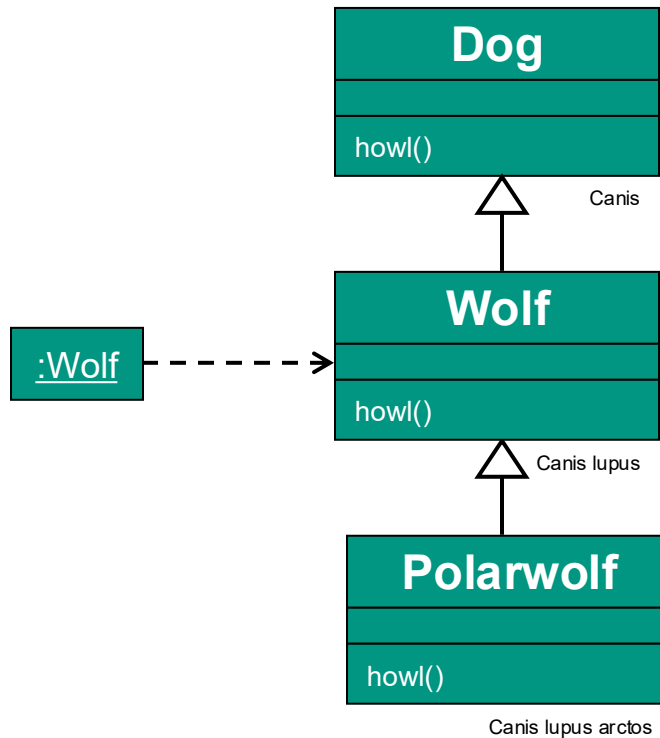 Dog
howl()
Canis
Wolf
:Wolf
howl()
Canis lupus
Polarwolf
howl()
Canis lupus arctos